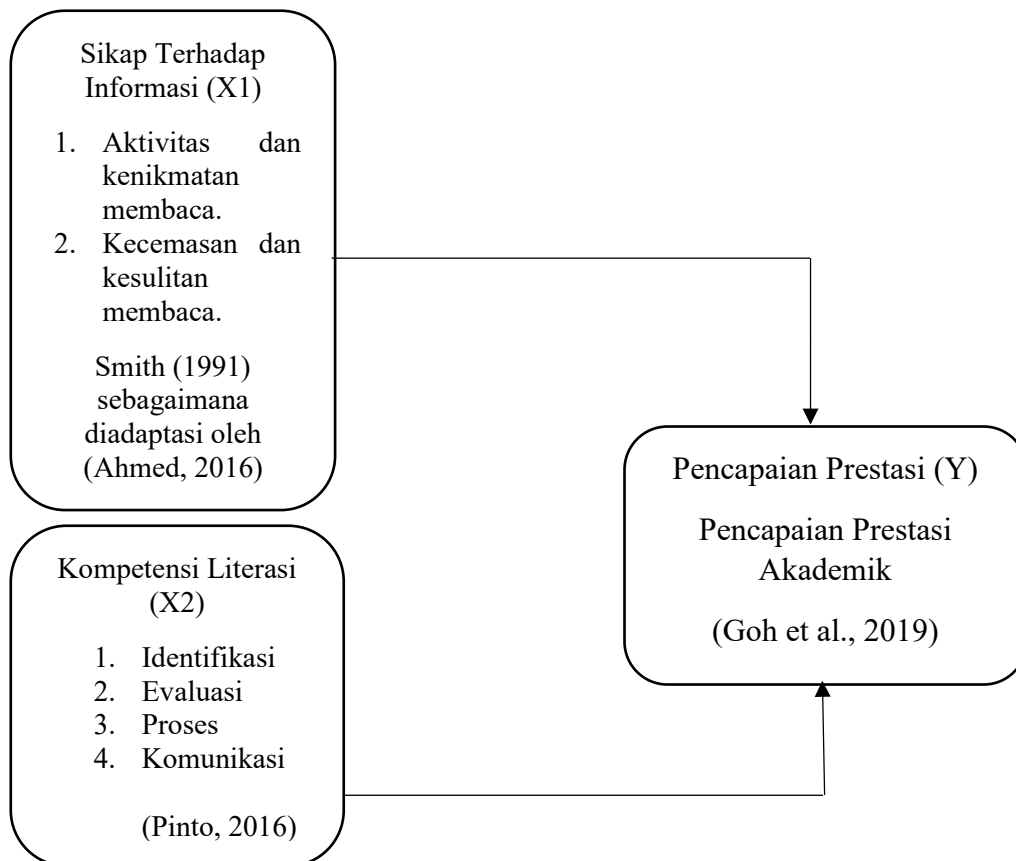 Sikap Terhadap
Informasi (X1)
1. Aktivitas dan
kenikmatan
membaca.
2. Kecemasan dan
kesulitan
membaca.
Smith (1991)
sebagaimana
diadaptasi oleh
(Ahmed, 2016)
Kompetensi Literasi
(X2)
1. Identifikasi
2. Evaluasi
3. Proses
4. Komunikasi
(Pinto, 2016)
Pencapaian Prestasi (Y)
Pencapaian Prestasi
Akademik
(Goh et al., 2019)